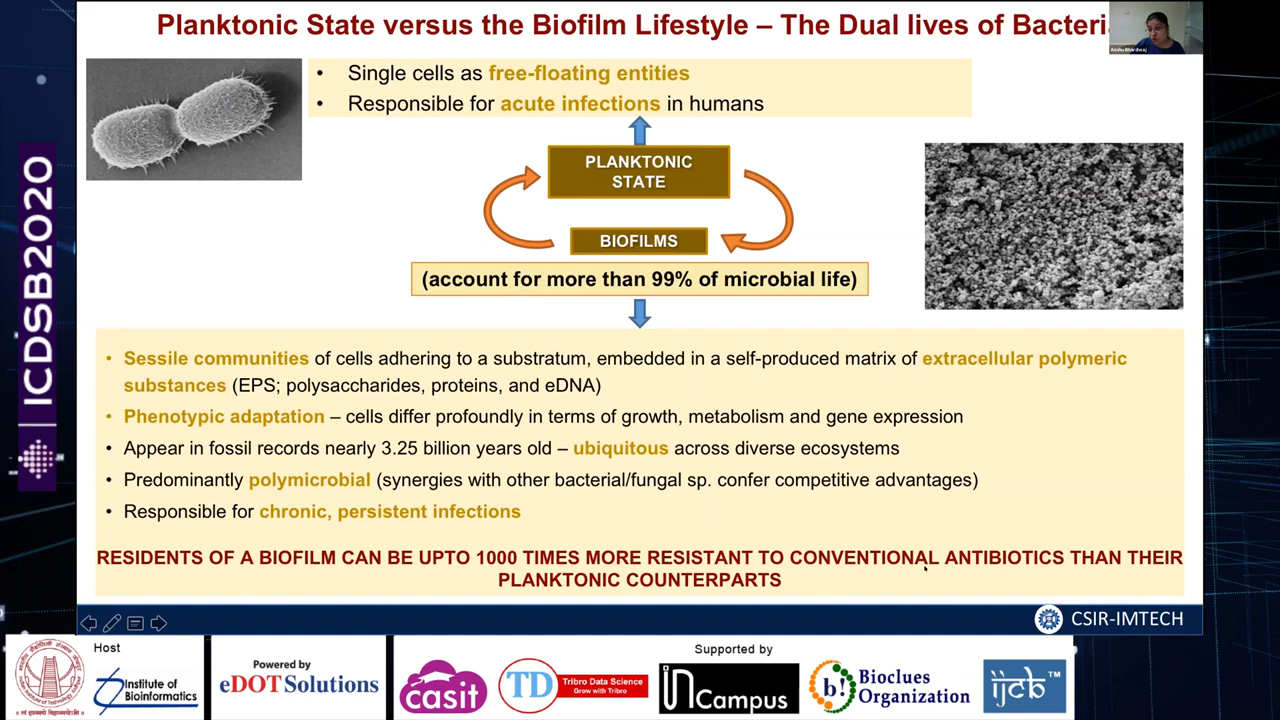 Planktonic State versus the Biofilm Lifestyle – The Dual lives of Bacteri
Anshu Bhardwaj
• Single cells as free-floating entities
• Responsible for acute infections in humans
PLANKTONIC
STATE
BIOFILMS
(account for more than 99% of microbial life)
• Sessile communities of cells adhering to a substratum, embedded in a self-produced matrix of extracellular polymeric
substances (EPS; polysaccharides, proteins, and eDNA)
• Phenotypic adaptation – cells differ profoundly in terms of growth, metabolism and gene expression
• Appear in fossil records nearly 3.25 billion years old – ubiquitous across diverse ecosystems
• Predominantly polymicrobial (synergies with other bacterial/fungal sp. confer competitive advantages)
• Responsible for chronic, persistent infections
RESIDENTS OF A BIOFILM CAN BE UPTO 1000 TIMES MORE RESISTANT TO CONVENTIONAL ANTIBIOTICS THAN THEIR
PLANKTONIC COUNTERPARTS
CSIR-IMTECH
ICDSB2020
Host
Institute of
Bioinformatics
Powered by
eDOT Solutions
Supported by
casit
TD
Tribro Data Science
Grow with Tribro
inCampus
b!
Bioclues
Organization
ijcb™